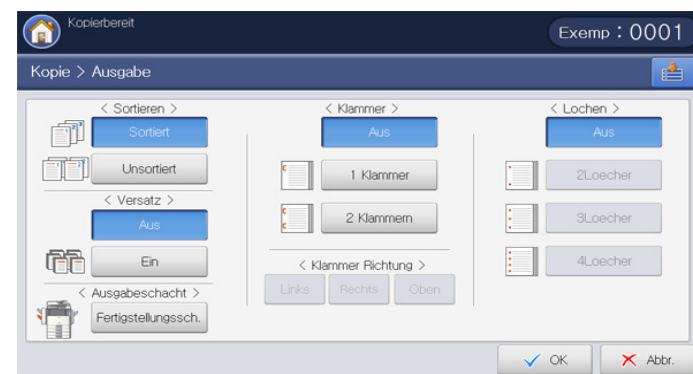 Kopierbereit
Exemp : 0001
Kopie > Ausgabe
< Sortieren >
Sortiert
Unsortiert
< Versatz >
Aus
Ein
< Ausgabeschacht >
Fertigstellungssch.
< Klammer >
Aus
1 Klammer
2 Klammern
< Klammer Richtung >
Links Rechts Oben
< Lochen >
Aus
2Loecher
3Loecher
4Loecher
OK Abbr.